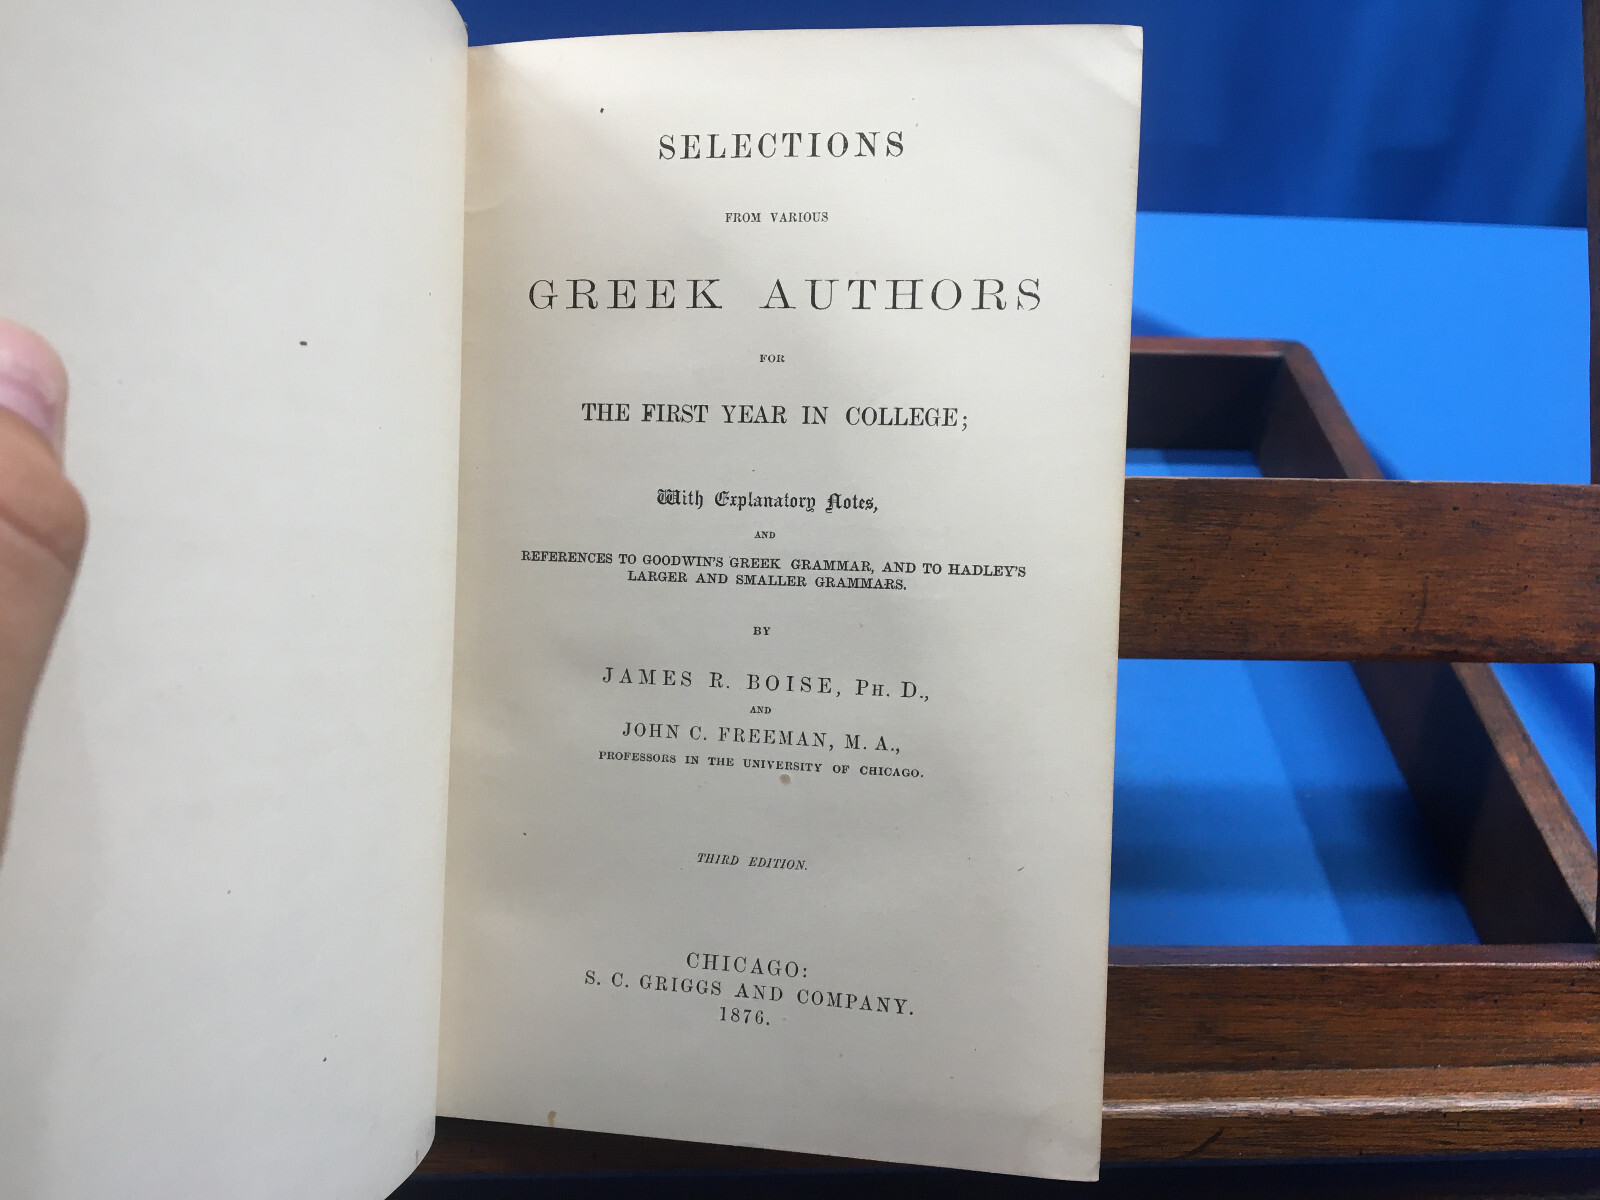 SELECTIONS
FROM VARIOUS
GREEK AUTHORS
FOR
THE FIRST YEAR IN COLLEGE;
With Explanatory Notes,
AND
REFERENCES TO GOODWIN'S GREEK GRAMMAR, AND TO HADLEY'S
LARGER AND SMALLER GRAMMARS.
BY
JAMES R. BOISE, PH. D.,
AND
JOHN C. FREEMAN, M. A.,
PROFESSORS IN THE UNIVERSITY OF CHICAGO.
THIRD EDITION.
CHICAGO:
S. C. GRIGGS AND COMPANY.
1876.